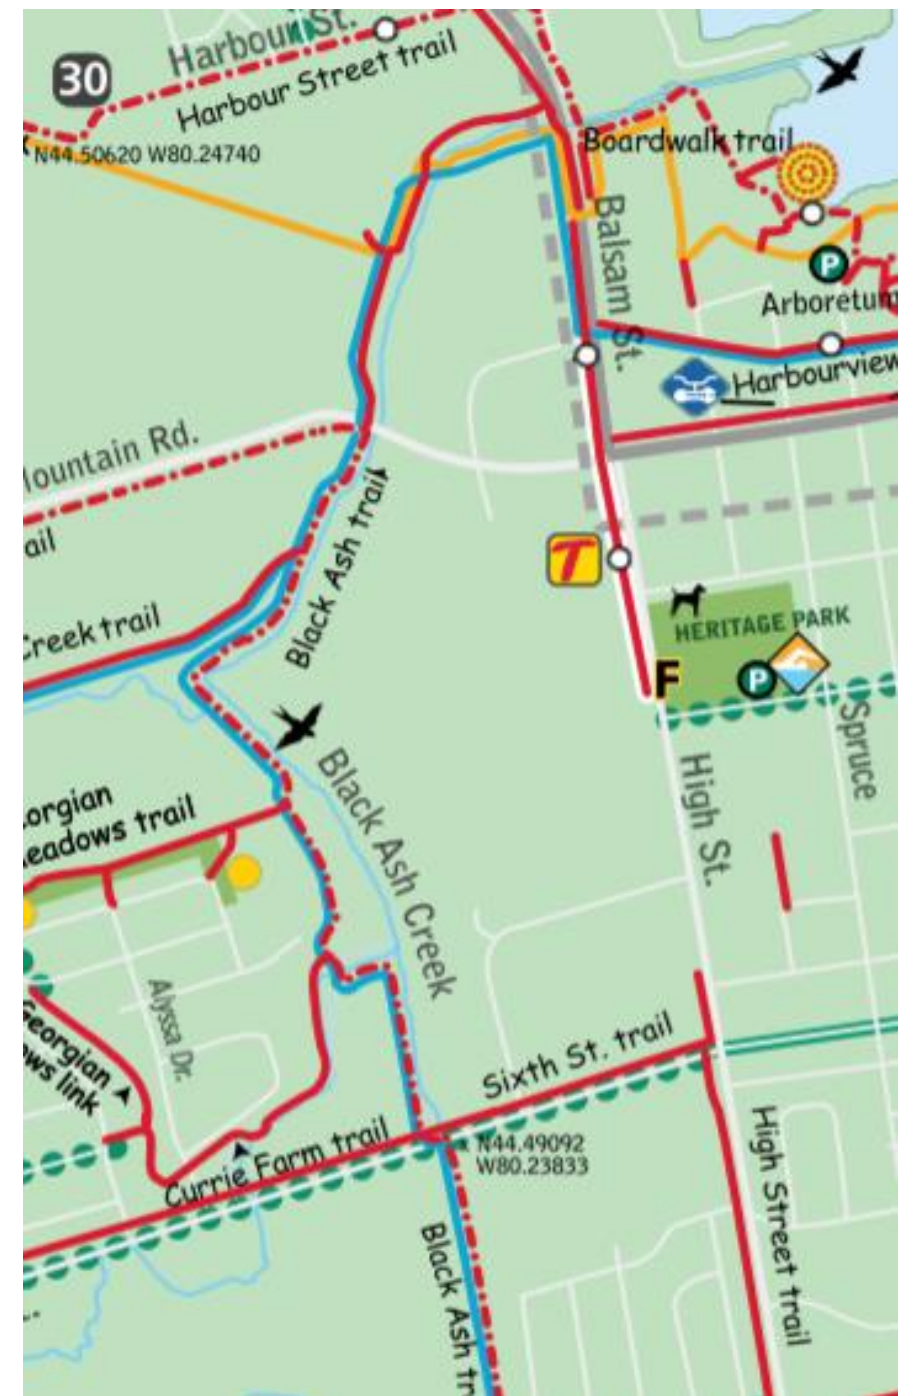 Harbour St.
30
Harbour Street trail
x N44.50620 W80.24740
Boardwalk trail
Balsam St.
P
Arboretum
Harbourview
ountain Rd.
ail
Black Ash trail
T
Creek trail
HERITAGE PARK
F
P
Spruce
Black Ash Creek
High St.
orgian
eadows trail
Alyssa Dr.
Georgian
ws link
Sixth St. trail
Currie Farm trail
x N44.49092
W80.23833
High Street trail
Black Ash tr